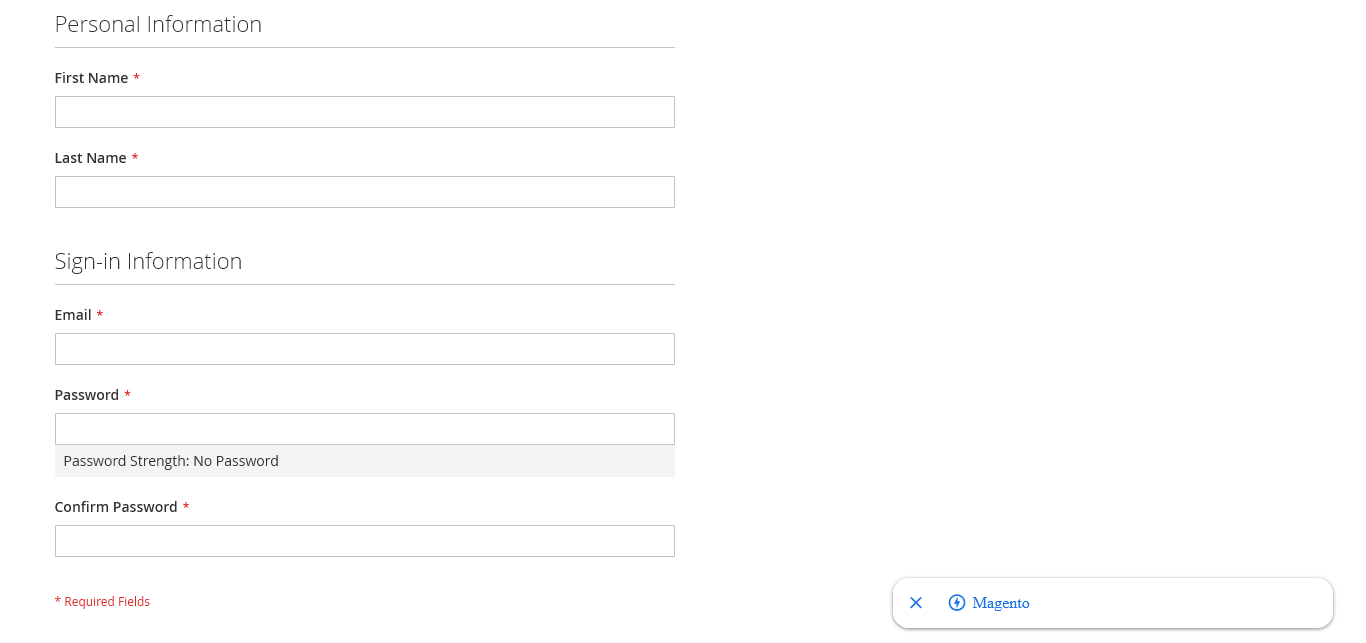 Personal Information
First Name *
Last Name *
Sign-in Information
Email *
Password *
Password Strength: No Password
Confirm Password *
* Required Fields
Magento